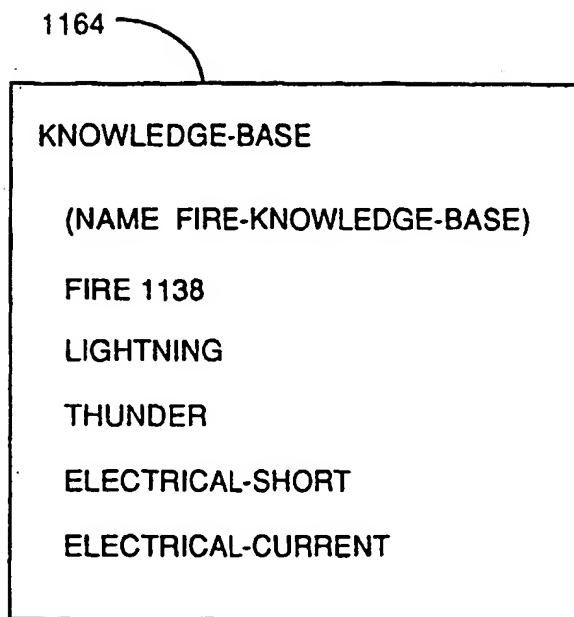 1164
KNOWLEDGE-BASE
(NAME FIRE-KNOWLEDGE-BASE)
FIRE 1138
LIGHTNING
THUNDER
ELECTRICAL-SHORT
ELECTRICAL-CURRENT